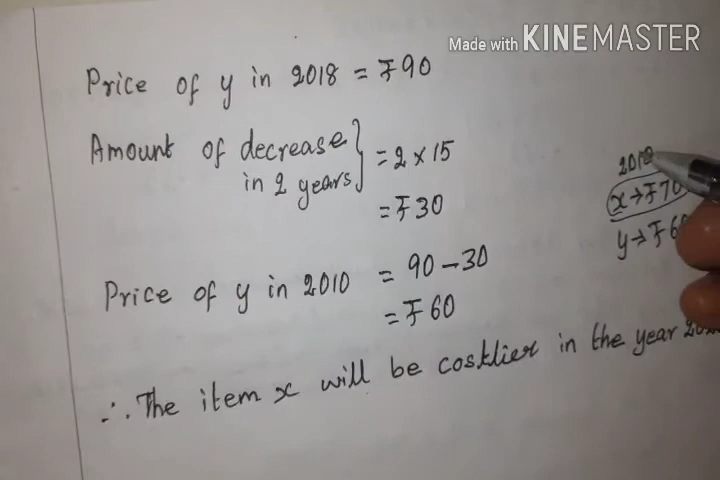 Made with KINEMASTER
Price of y in 2018 = ₹90
Amount of decrease
in 2 years } = 2 × 15
= ₹30
Price of y in 2010 = 90 – 30
= ₹60
∴ The item x will be costlier in the year
x → ₹70
y → ₹60